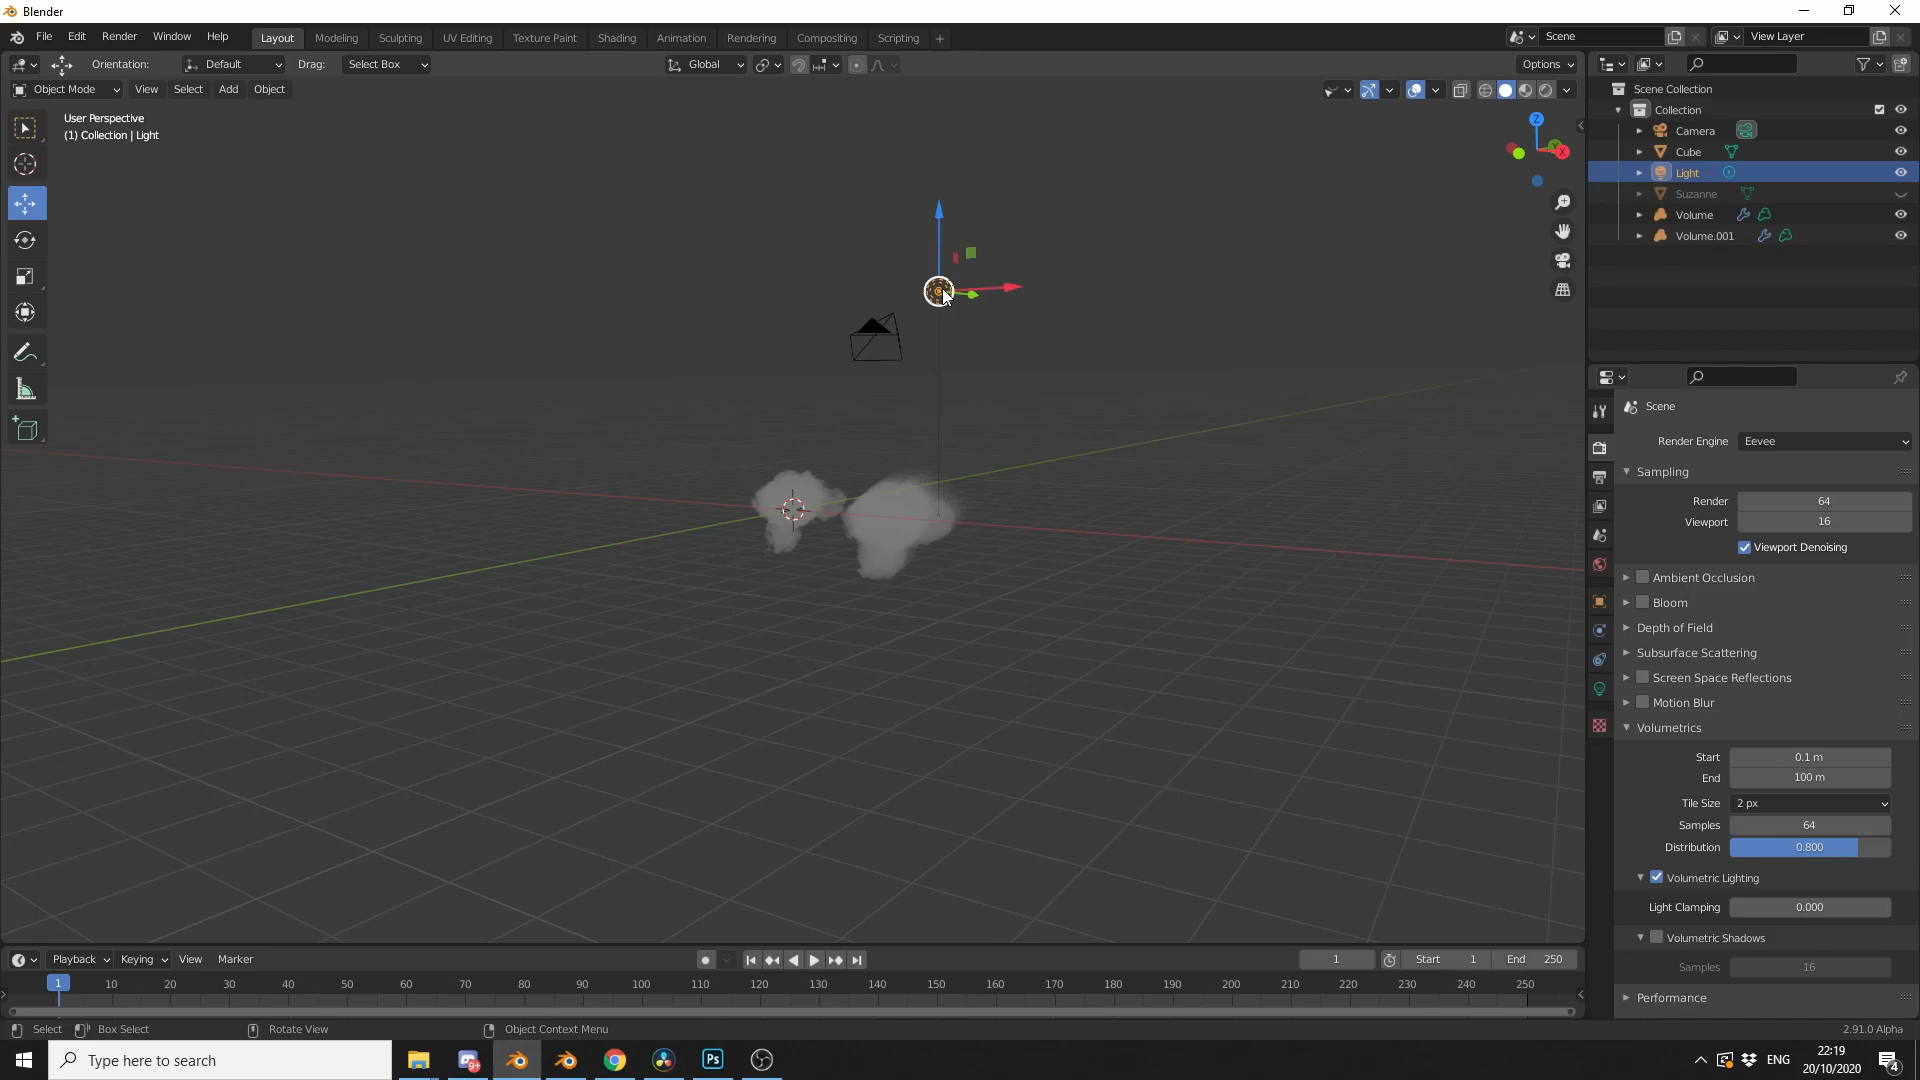 Blender
File Edit Render Window Help Layout Modeling Sculpting UV Editing Texture Paint Shading Animation Rendering Compositing Scripting + Scene View Layer
Orientation: Default Drag: Select Box Global Options
Object Mode View Select Add Object
User Perspective
(1) Collection | Light
Z
Y
X
Scene Collection
Collection
Camera
Cube
Light
Suzanne
Volume
Volume.001
Scene
Render Engine Eevee
Sampling
Render 64
Viewport 16
Viewport Denoising
Ambient Occlusion
Bloom
Depth of Field
Subsurface Scattering
Screen Space Reflections
Motion Blur
Volumetrics
Start 0.1 m
End 100 m
Tile Size 2 px
Samples 64
Distribution 0.800
Volumetric Lighting
Light Clamping 0.000
Volumetric Shadows
Samples 16
Performance
Playback Keying View Marker 1 Start 1 End 250
1 10 20 30 40 50 60 70 80 90 100 110 120 130 140 150 160 170 180 190 200 210 220 230 240 250
Select Box Select Rotate View Object Context Menu 2.91.0 Alpha
Type here to search 9+ Ps ENG 22:19
20/10/2020 4